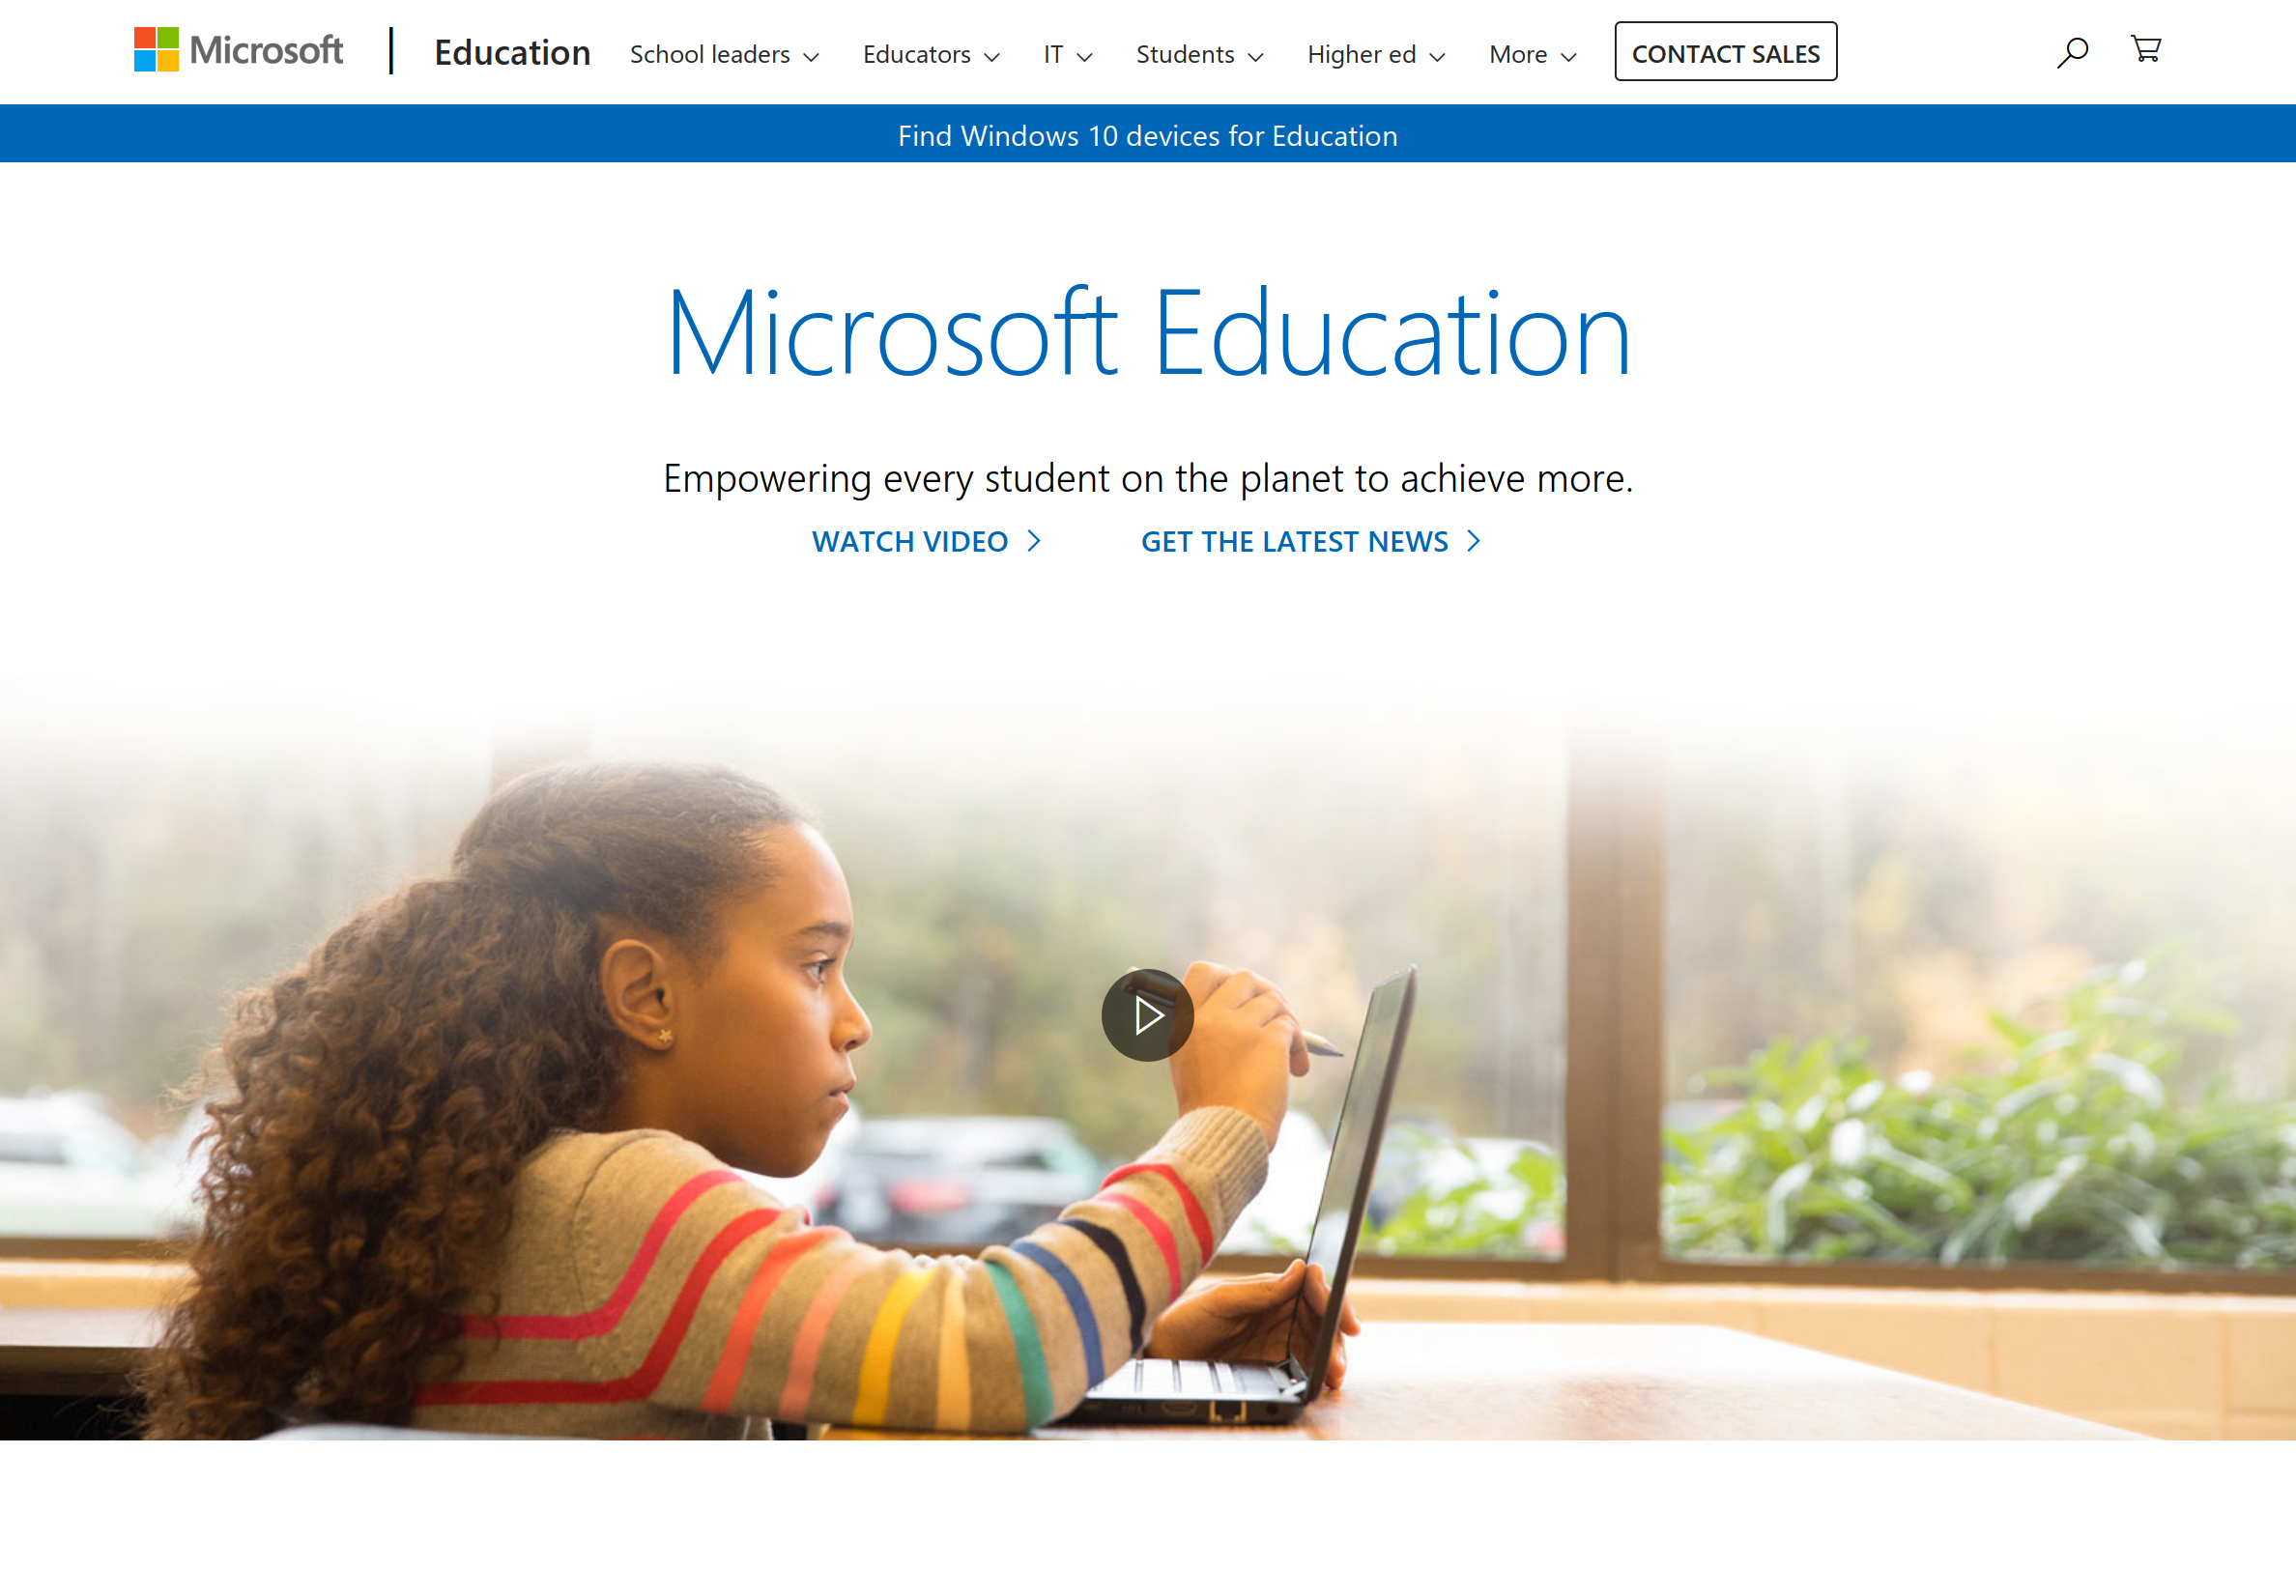 Microsoft | Education School leaders Educators IT Students Higher ed More CONTACT SALES
Find Windows 10 devices for Education
Microsoft Education
Empowering every student on the planet to achieve more.
WATCH VIDEO GET THE LATEST NEWS